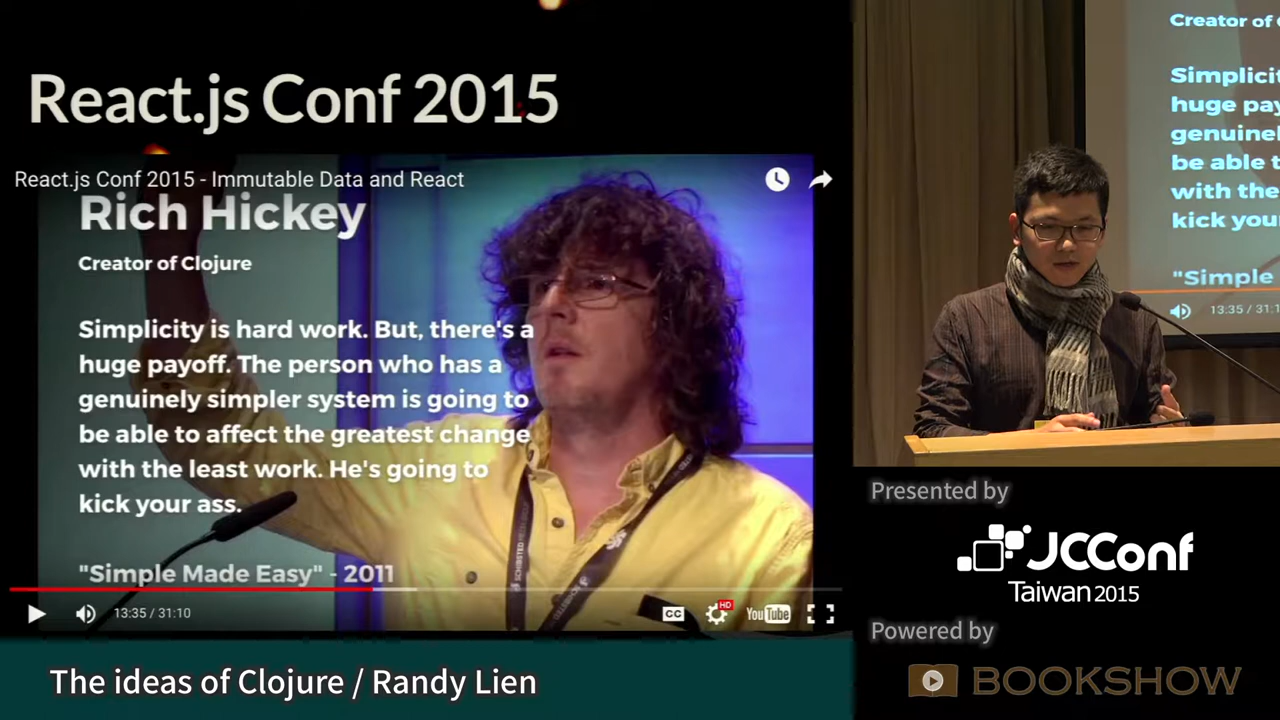 React.js Conf 2015
React.js Conf 2015 - Immutable Data and React
Rich Hickey
Creator of Clojure
Simplicity is hard work. But, there's a
huge payoff. The person who has a
genuinely simpler system is going to
be able to affect the greatest change
with the least work. He's going to
kick your ass.
"Simple Made Easy" - 2011
13:35 / 31:10
CC
HD
YouTube
The ideas of Clojure / Randy Lien
Creator of
Simplicit
huge pay
genuinel
be able t
with the
kick you
"Simple
13:35 / 31:1
Presented by
JCConf
Taiwan 2015
Powered by
BOOKSHOW